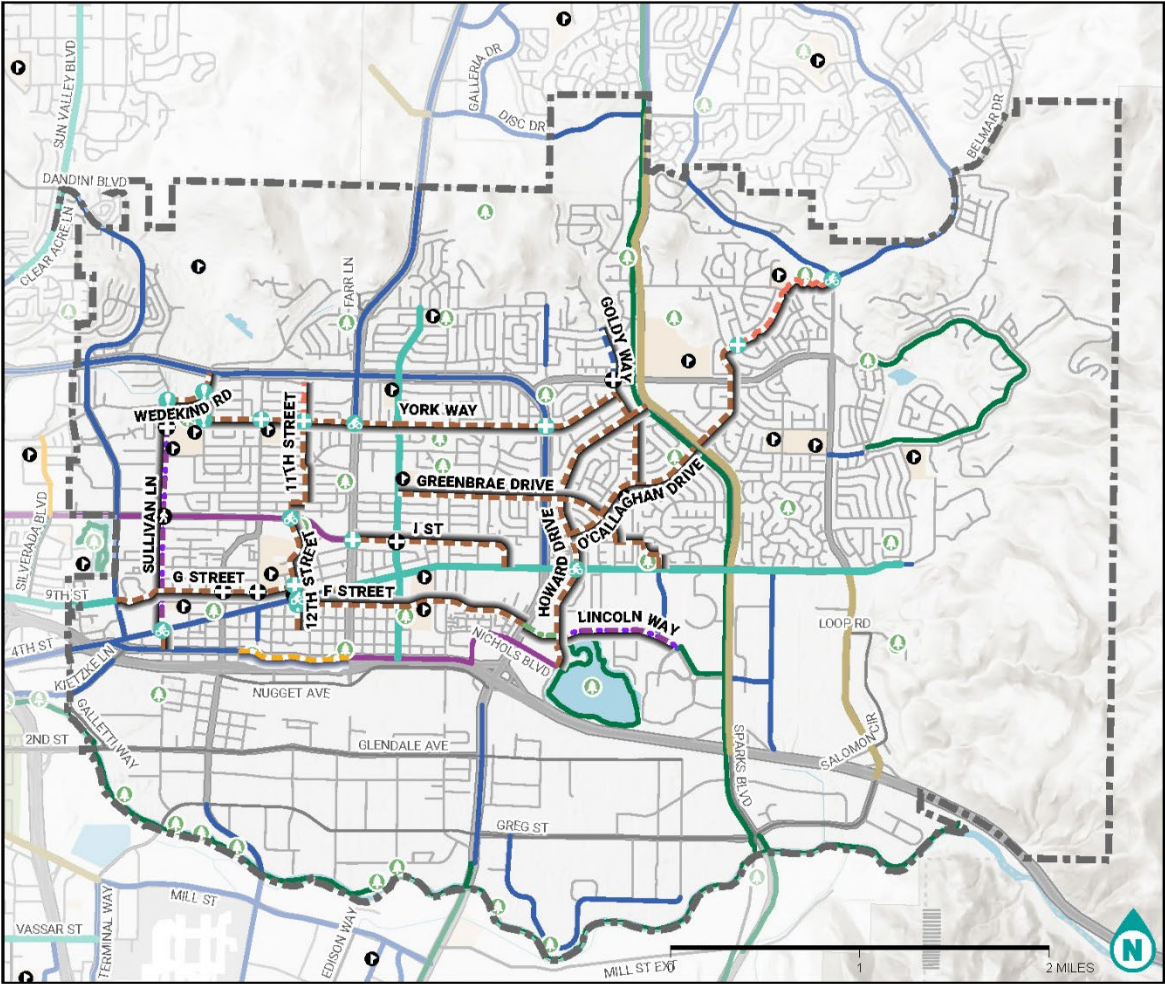 SUN VALLEY BLVD
GALLERIA DR
DISC DR
BELMAR DR
DANDINI BLVD
CLEAR ACRE LN
FARR LN
GOLDY WAY
WEDEKIND RD
11TH STREET
YORK WAY
GREENBRAE DRIVE
O'CALLAGHAN DRIVE
SILVERADA BLVD
SULLIVAN LN
I ST
HOWARD DRIVE
G STREET
12TH STREET
F STREET
9TH ST
LINCOLN WAY
LOOP RD
4TH ST
NICHOLS BLVD
KIETZKE LN
NUGGET AVE
GALLETTI WAY
2ND ST
GLENDALE AVE
SPARKS BLVD
SALOMON CIR
GREG ST
MILL ST
VASSAR ST
TERMINAL WAY
EDISON WAY
MILL ST EXT
0 1 2 MILES
N